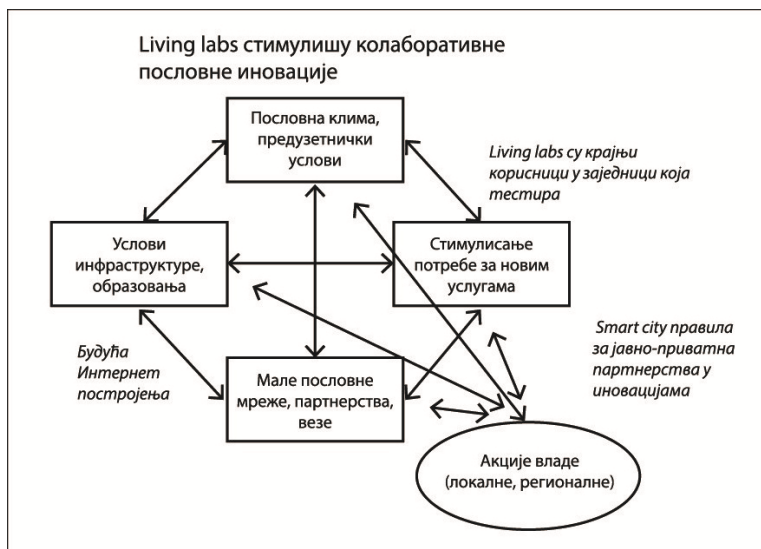 Living labs стимулишу колаборативне
пословне иновације
Пословна клима,
предузетнички
услови
Living labs су крајњи
корисници у заједници која
тестира
Услови
инфраструктуре,
образовања
Стимулисање
потребе за новим
услугама
Будућа
Интернет
постројења
Мале пословне
мреже, партнерства,
везе
Smart city правила
за јавно-приватна
партнерства у
иновацијама
Акције владе
(локалне, регионалне)